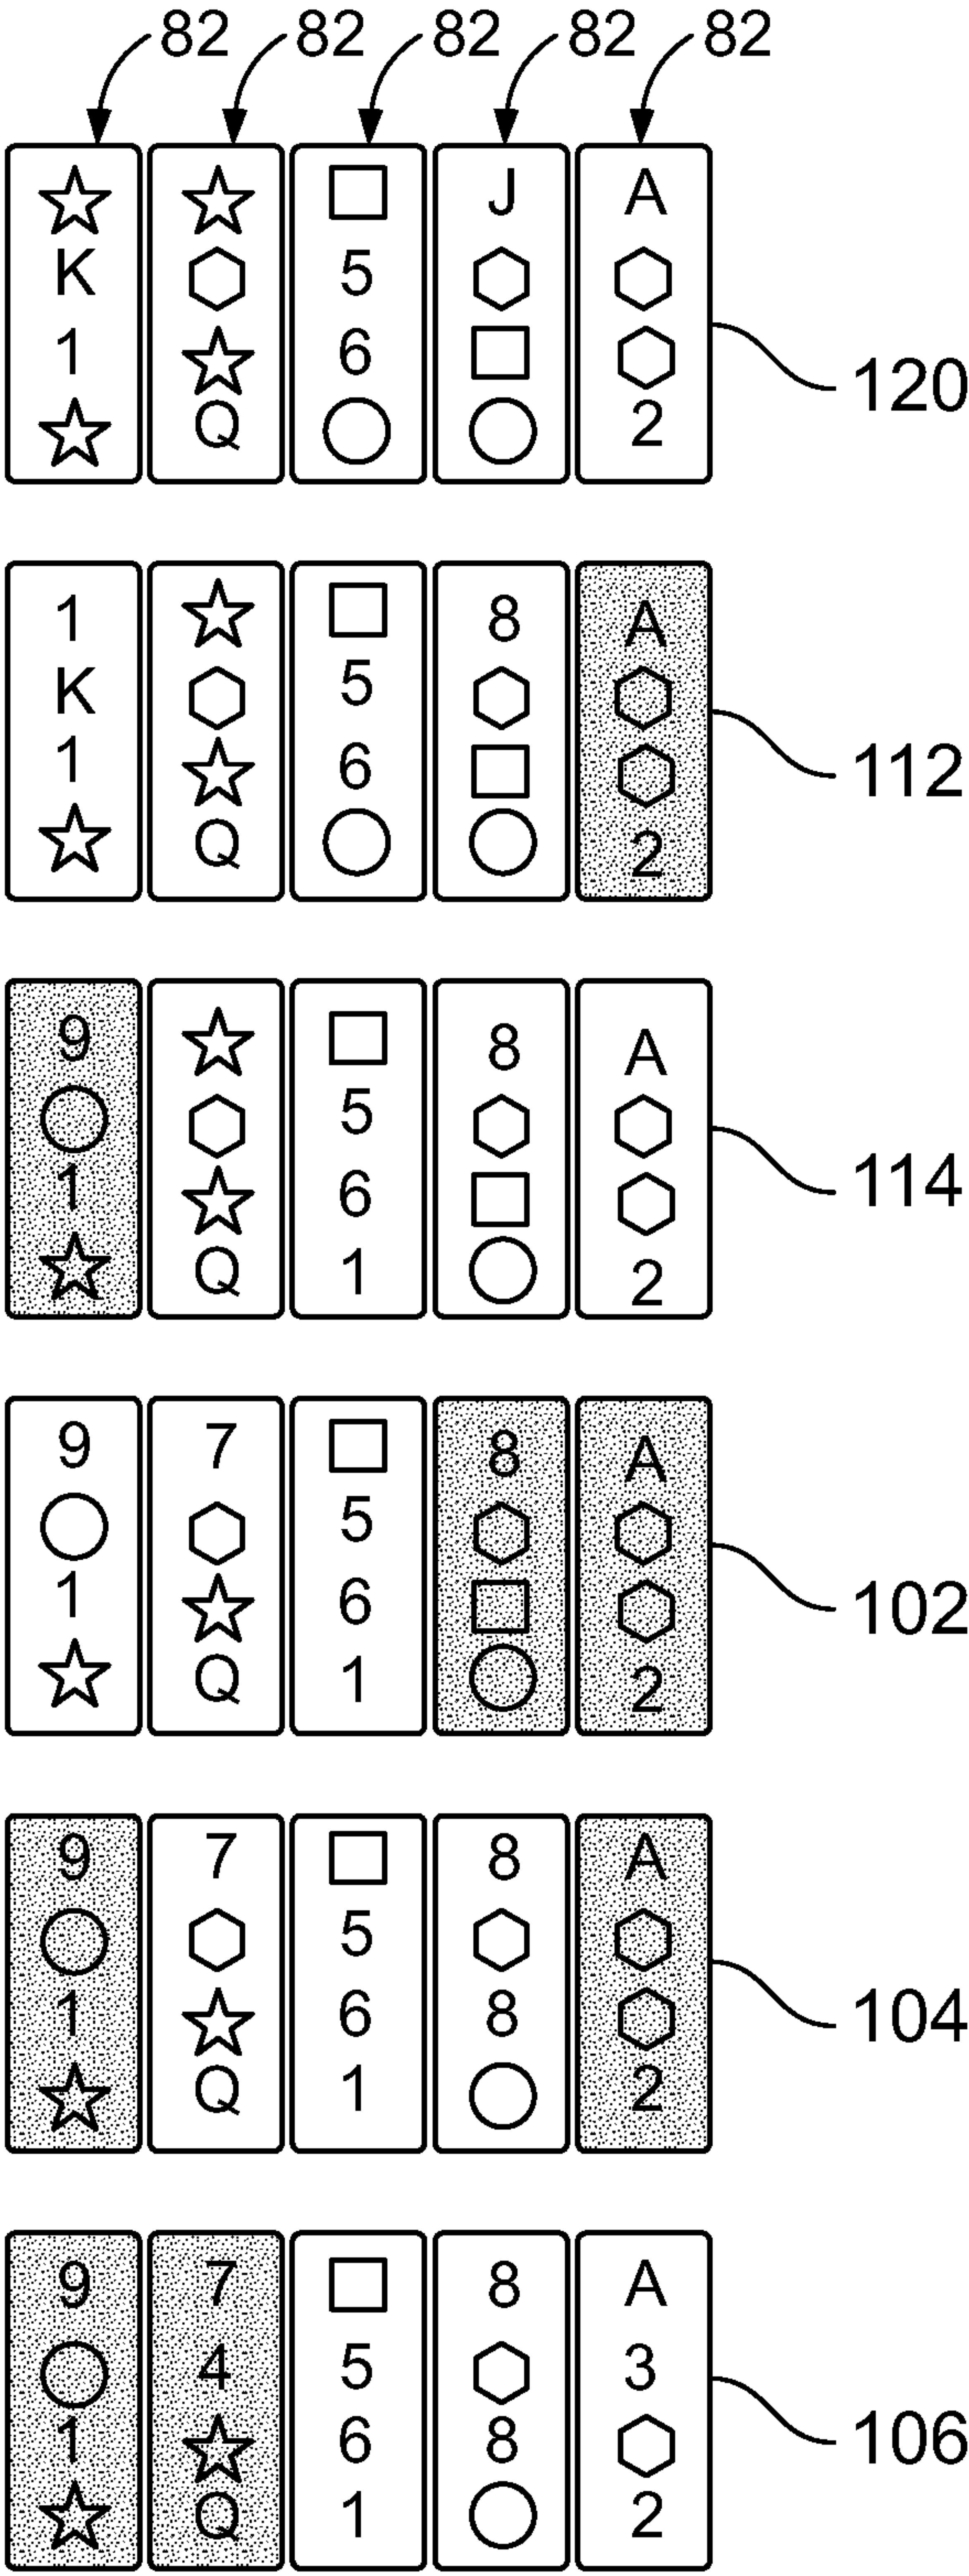 82 82 82 82 82
J A
K 5
1 6 120
Q 2
1 8 A
K 5
1 6 112
Q 2
9 8 A
5
1 6 114
Q 1 2
9 7 8 A
5
1 6 102
Q 1 2
9 7 8 A
5
1 6 8 104
Q 1 2
9 7 8 A
4 5 3
1 6 8 106
Q 1 2